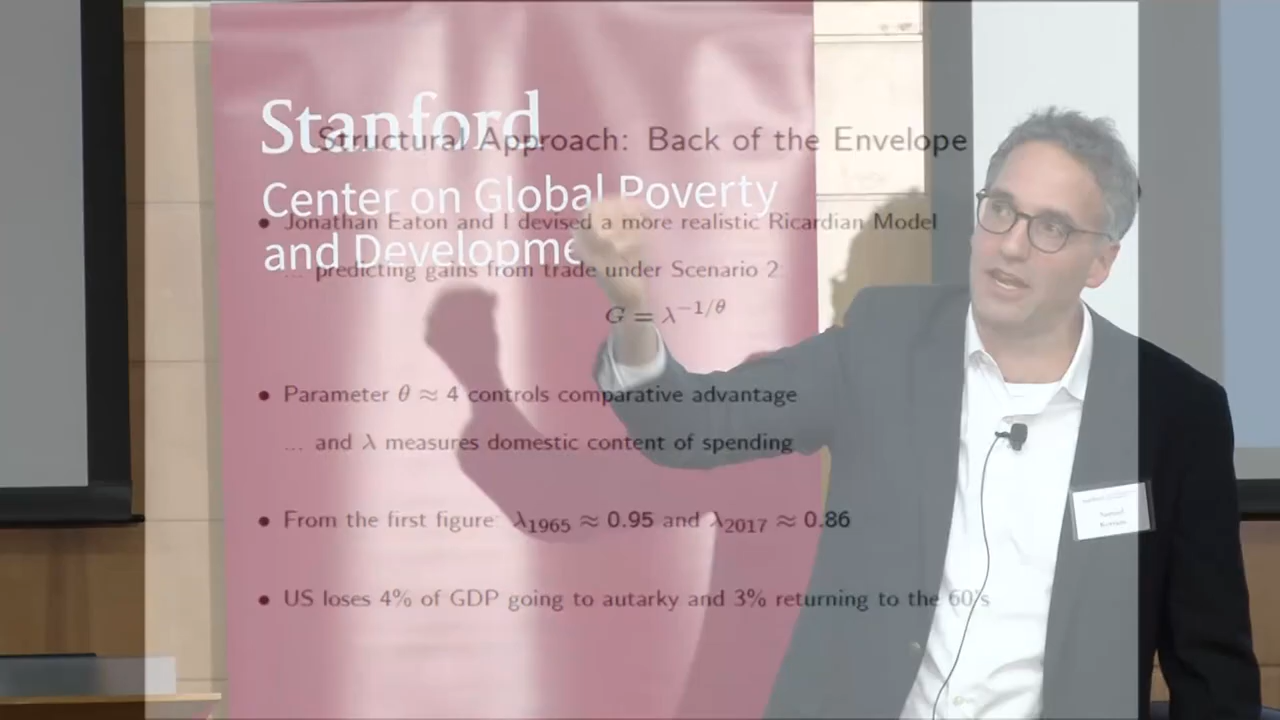 Stanford
Center on Global Poverty
and Developme
Structural Approach: Back of the Envelope
• Jonathan Eaton and I devised a more realistic Ricardian Model
... predicting gains from trade under Scenario 2
G = λ^{-1/θ}
• Parameter θ ≈ 4 controls comparative advantage
... and λ measures domestic content of spending
• From the first figure: λ1965 ≈ 0.95 and λ2017 ≈ 0.86
• US loses 4% of GDP going to autarky and 3% returning to the 60's